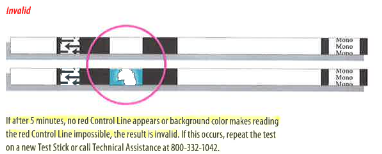 Invalid
Mono
Mono
Mono
Mono
Mono
Mono
If after 5 minutes, no red Control Line appears or background color makes reading
the red Control Line impossible, the result is invalid. If this occurs, repeat the test
on a new Test Stick or call Technical Assistance at 800-332-1042.